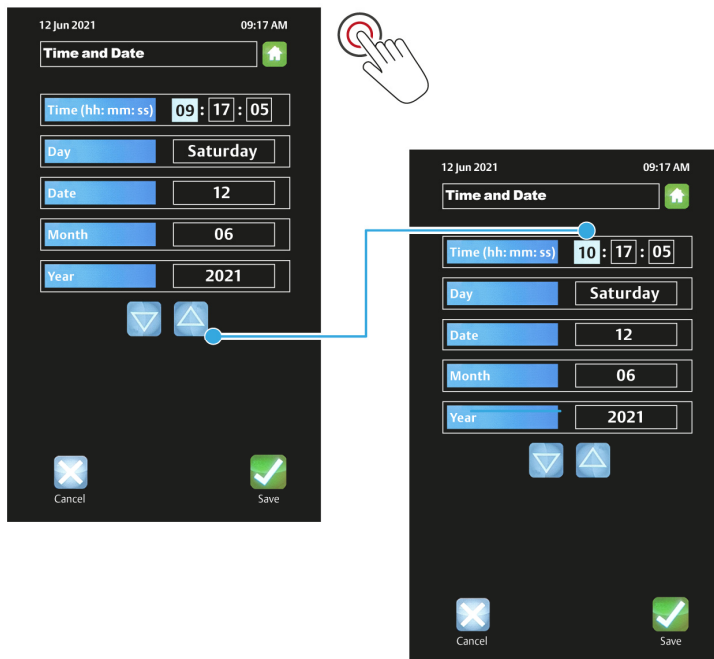 12 Jun 2021 09:17 AM
Time and Date
Time (hh: mm: ss) 09 : 17 : 05
Day Saturday
Date 12
Month 06
Year 2021
Cancel Save
12 Jun 2021 09:17 AM
Time and Date
Time (hh: mm: ss) 10 : 17 : 05
Day Saturday
Date 12
Month 06
Year 2021
Cancel Save